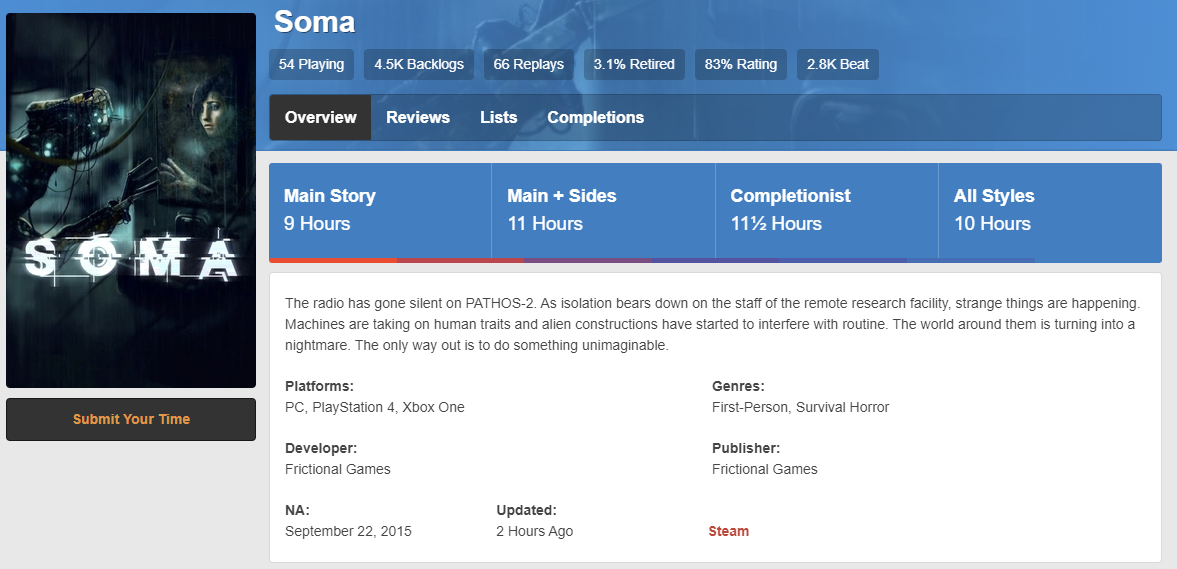 Soma
54 Playing 4.5K Backlogs 66 Replays 3.1% Retired 83% Rating 2.8K Beat
Overview Reviews Lists Completions
Main Story Main + Sides Completionist All Styles
9 Hours 11 Hours 11½ Hours 10 Hours
SOMA
The radio has gone silent on PATHOS-2. As isolation bears down on the staff of the remote research facility, strange things are happening.
Machines are taking on human traits and alien constructions have started to interfere with routine. The world around them is turning into a
nightmare. The only way out is to do something unimaginable.
Platforms: Genres:
PC, PlayStation 4, Xbox One First-Person, Survival Horror
Submit Your Time
Developer: Publisher:
Frictional Games Frictional Games
NA: Updated:
September 22, 2015 2 Hours Ago Steam